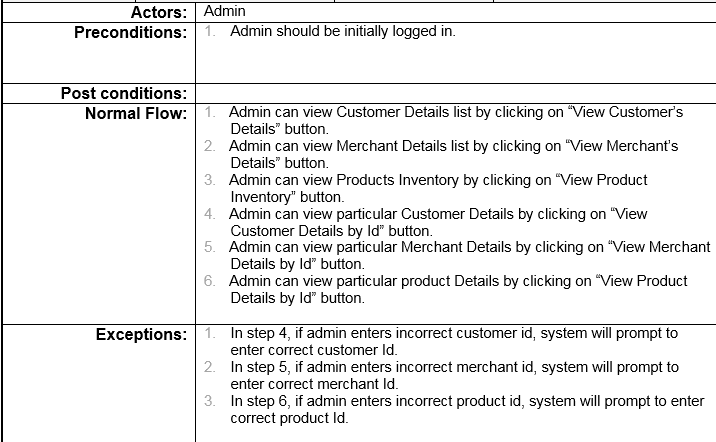 Actors: Admin
Preconditions: 1. Admin should be initially logged in.
Post conditions:
Normal Flow: 1. Admin can view Customer Details list by clicking on “View Customer’s
Details” button.
2. Admin can view Merchant Details list by clicking on “View Merchant’s
Details” button.
3. Admin can view Products Inventory by clicking on “View Product
Inventory” button.
4. Admin can view particular Customer Details by clicking on “View
Customer Details by Id” button.
5. Admin can view particular Merchant Details by clicking on “View Merchant
Details by Id” button.
6. Admin can view particular product Details by clicking on “View Product
Details by Id” button.
Exceptions: 1. In step 4, if admin enters incorrect customer id, system will prompt to
enter correct customer Id.
2. In step 5, if admin enters incorrect merchant id, system will prompt to
enter correct merchant Id.
3. In step 6, if admin enters incorrect product id, system will prompt to enter
correct product Id.